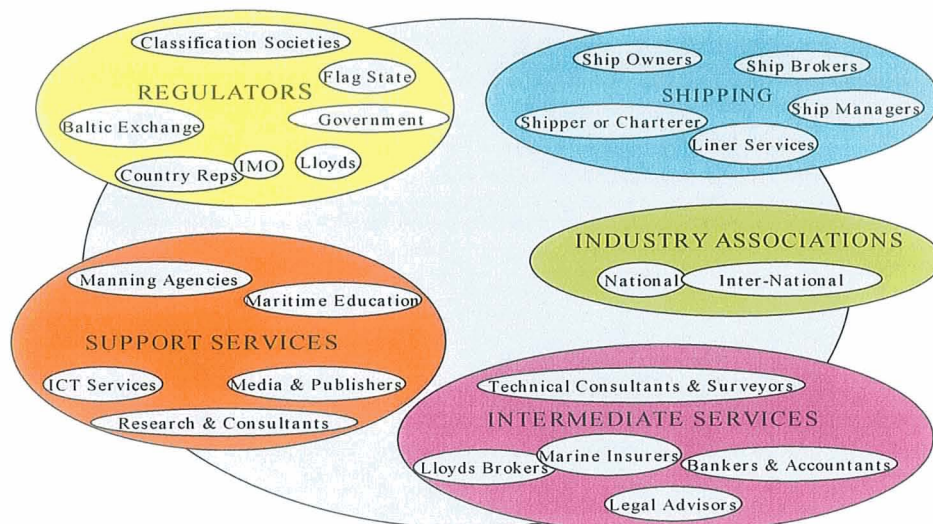 Classification Societies
Flag State
REGULATORS
Government
Baltic Exchange
Lloyds
IMO
Country Reps
Ship Owners
Ship Brokers
SHIPPING
Ship Managers
Shipper or Charterer
Liner Services
INDUSTRY ASSOCIATIONS
National
Inter-National
Manning Agencies
Maritime Education
SUPPORT SERVICES
ICT Services
Media & Publishers
Research & Consultants
Technical Consultants & Surveyors
INTERMEDIATE SERVICES
Marine Insurers
Lloyds Brokers
Bankers & Accountants
Legal Advisors